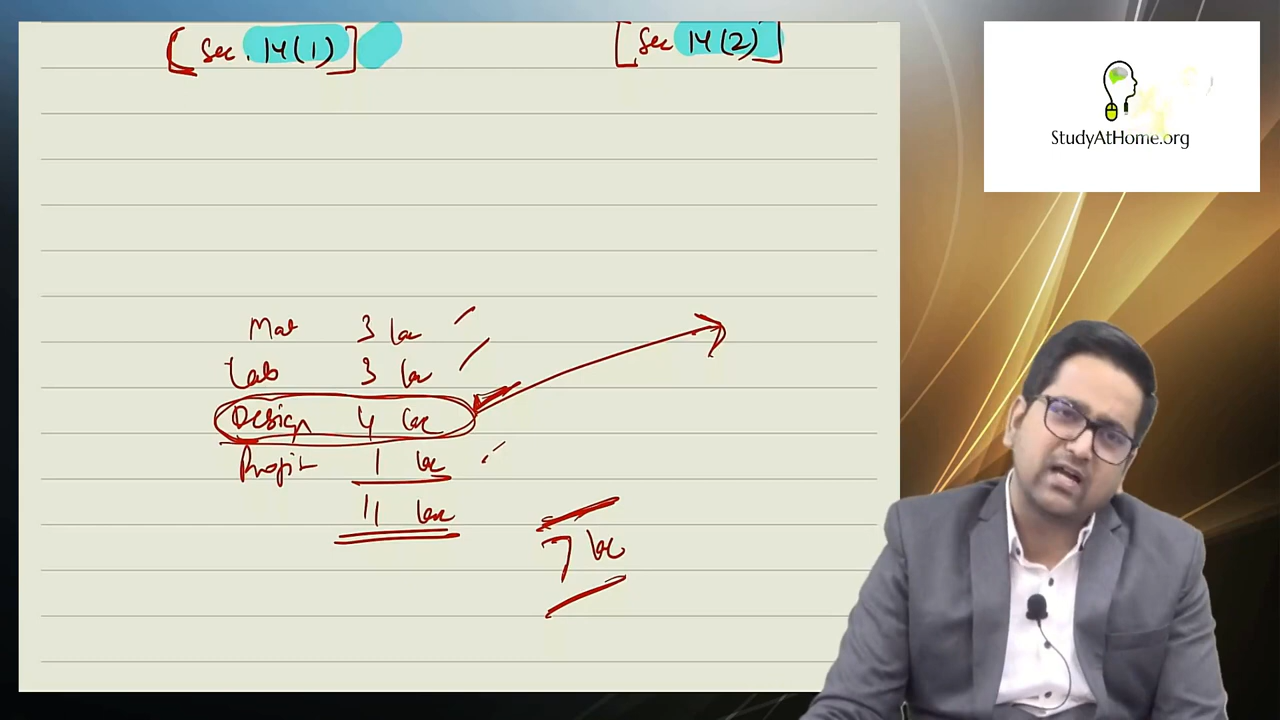 [Sec. 14(1)]
[Sec 14(2)]
StudyAtHome.org
Mat 3 lac
Lab 3 lac
Design 4 lac
Profit 1 lac
11 lac
7 lac